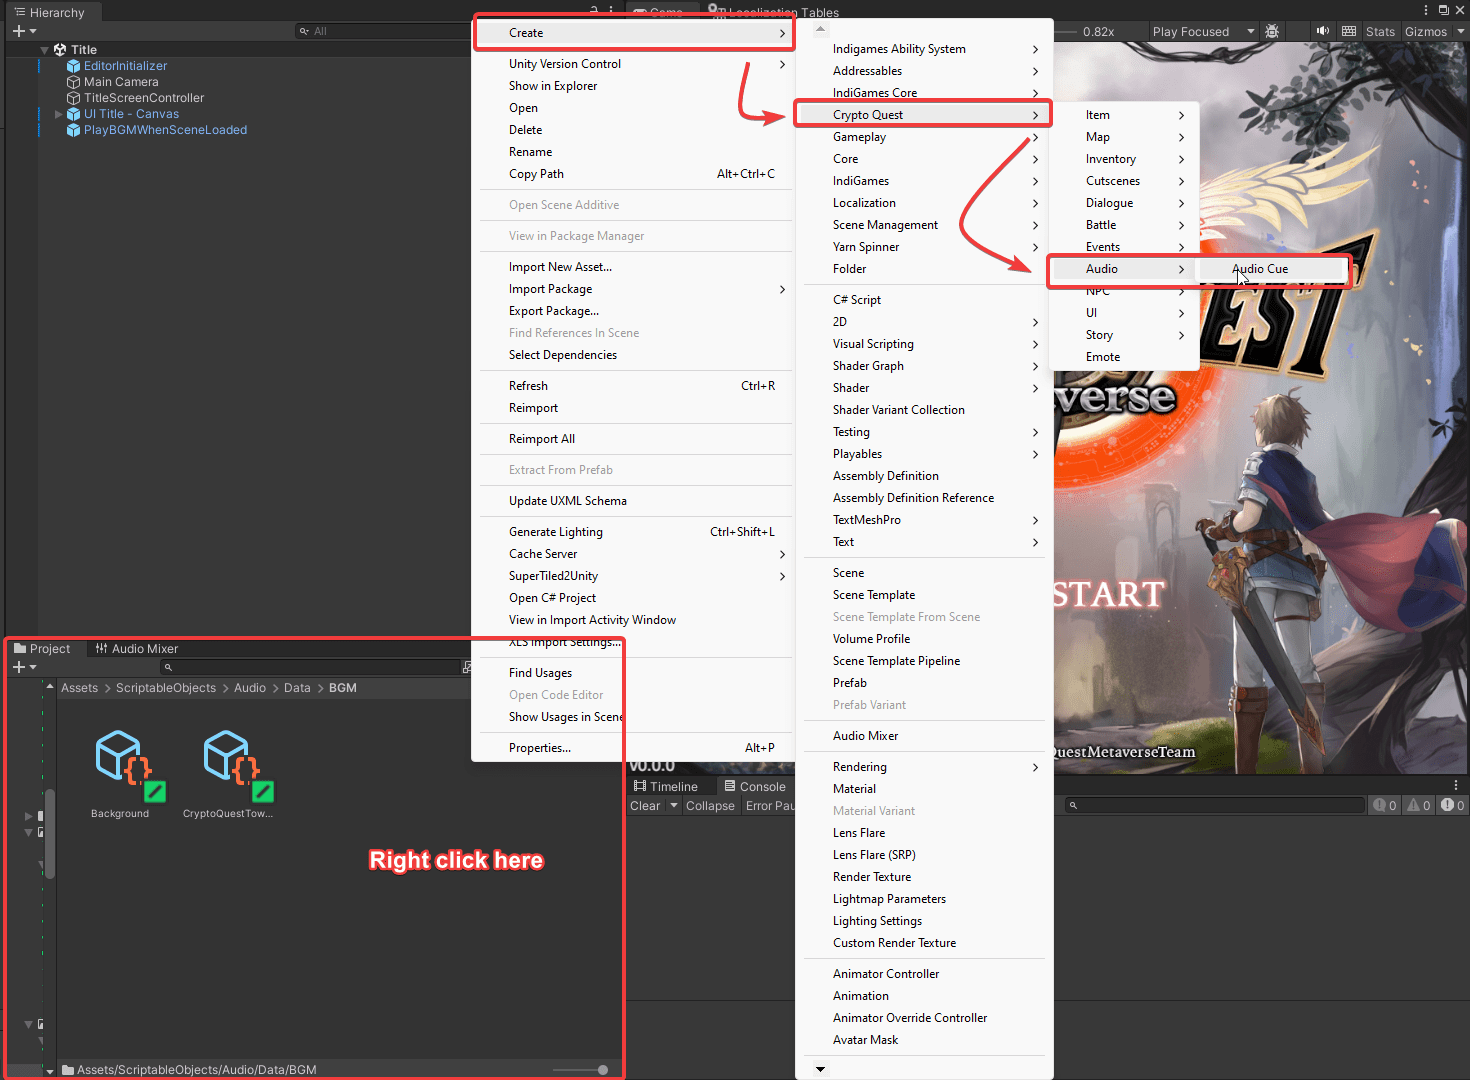 Hierarchy
All
Title
EditorInitializer
Main Camera
TitleScreenController
UI Title - Canvas
PlayBGMWhenSceneLoaded
Create
Unity Version Control
Show in Explorer
Open
Delete
Rename
Copy Path Alt+Ctrl+C
Open Scene Additive
View in Package Manager
Import New Asset...
Import Package
Export Package...
Find References In Scene
Select Dependencies
Refresh Ctrl+R
Reimport
Reimport All
Extract From Prefab
Update UXML Schema
Generate Lighting Ctrl+Shift+L
Cache Server
SuperTiled2Unity
Open C# Project
View in Import Activity Window
XLS Import Settings...
Find Usages
Open Code Editor
Show Usages in Scene
Properties... Alt+P
Game Localization Tables
0.82x Play Focused Stats Gizmos
Indigames Ability System
Addressables
IndiGames Core
Crypto Quest
Gameplay
Core
IndiGames
Localization
Scene Management
Yarn Spinner
Folder
C# Script
2D
Visual Scripting
Shader Graph
Shader
Shader Variant Collection
Testing
Playables
Assembly Definition
Assembly Definition Reference
TextMeshPro
Text
Scene
Scene Template
Scene Template From Scene
Volume Profile
Scene Template Pipeline
Prefab
Prefab Variant
Audio Mixer
Rendering
Material
Material Variant
Lens Flare
Lens Flare (SRP)
Render Texture
Lightmap Parameters
Lighting Settings
Custom Render Texture
Animator Controller
Animation
Animator Override Controller
Avatar Mask
Item
Map
Inventory
Cutscenes
Dialogue
Battle
Events
Audio
NPC
UI
Story
Emote
Audio Cue
EST
verse
START
QuestMetaverseTeam
v0.0.0
Project Audio Mixer
Assets > ScriptableObjects > Audio > Data > BGM
Background
CryptoQuestTow...
Right click here
Assets/ScriptableObjects/Audio/Data/BGM
Timeline Console
Clear Collapse Error Pau
0 0 0